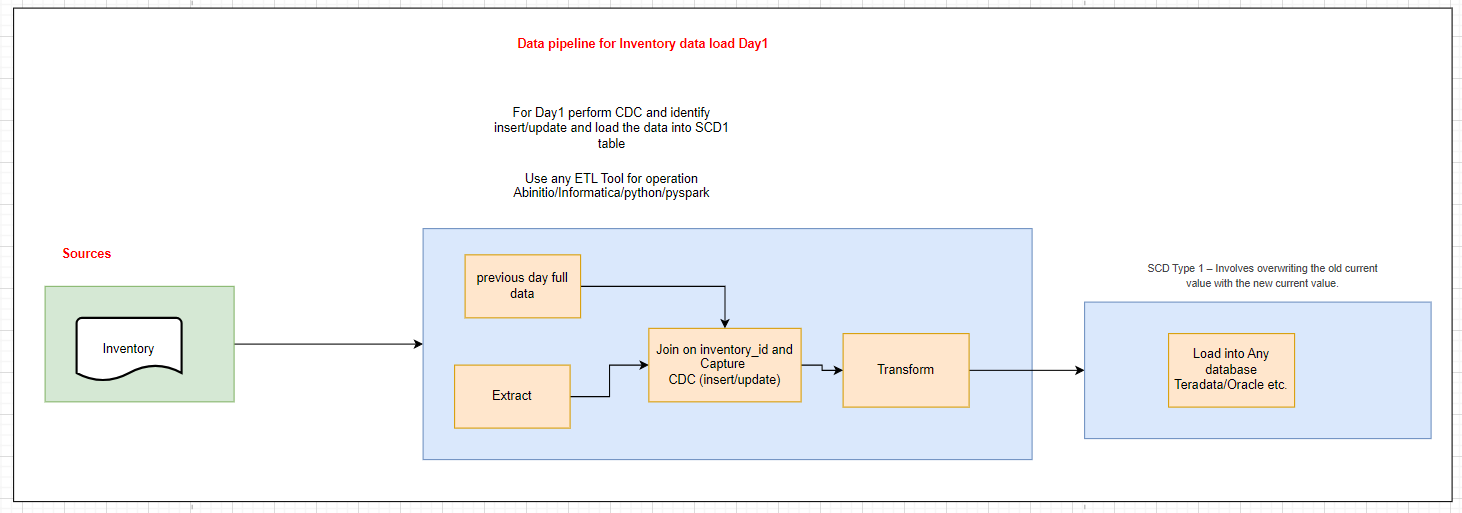 Data pipeline for Inventory data load Day1
For Day1 perform CDC and identify
insert/update and load the data into SCD1
table
Use any ETL Tool for operation
Abinitio/Informatica/python/pyspark
Sources
Inventory
previous day full
data
Extract
Join on inventory_id and
Capture
CDC (insert/update)
Transform
SCD Type 1 – Involves overwriting the old current
value with the new current value.
Load into Any
database
Teradata/Oracle etc.